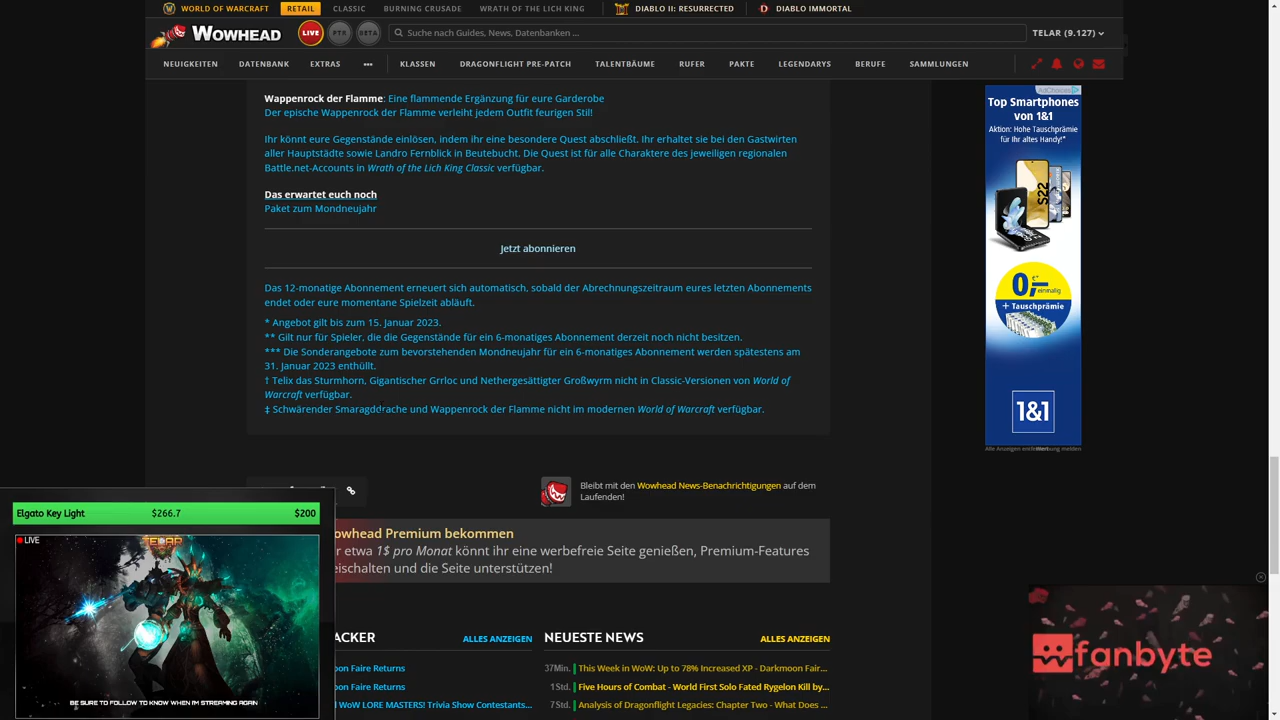 WORLD OF WARCRAFT RETAIL CLASSIC BURNING CRUSADE WRATH OF THE LICH KING DIABLO II: RESURRECTED DIABLO IMMORTAL
WOWHEAD LIVE PTR BETA Suche nach Guides, News, Datenbanken ... TELAR (9.127)
NEUIGKEITEN DATENBANK EXTRAS ••• KLASSEN DRAGONFLIGHT PRE-PATCH TALENTBÄUME RUFER PAKTE LEGENDARYS BERUFE SAMMLUNGEN
Wappenrock der Flamme: Eine flammende Ergänzung für eure Garderobe
Der epische Wappenrock der Flamme verleiht jedem Outfit feurigen Stil!
Ihr könnt eure Gegenstände einlösen, indem ihr eine besondere Quest abschließt. Ihr erhaltet sie bei den Gastwirten
aller Hauptstädte sowie Landro Fernblick in Beutebucht. Die Quest ist für alle Charaktere des jeweiligen regionalen
Battle.net-Accounts in Wrath of the Lich King Classic verfügbar.
Das erwartet euch noch
Paket zum Mondneujahr
Jetzt abonnieren
Das 12-monatige Abonnement erneuert sich automatisch, sobald der Abrechnungszeitraum eures letzten Abonnements
endet oder eure momentane Spielzeit abläuft.
* Angebot gilt bis zum 15. Januar 2023.
** Gilt nur für Spieler, die die Gegenstände für ein 6-monatiges Abonnement derzeit noch nicht besitzen.
*** Die Sonderangebote zum bevorstehenden Mondneujahr für ein 6-monatiges Abonnement werden spätestens am
31. Januar 2023 enthüllt.
† Telix das Sturmhorn, Gigantischer Grrloc und Nethergesättigter Großwyrm nicht in Classic-Versionen von World of
Warcraft verfügbar.
‡ Schwärender Smaragddrache und Wappenrock der Flamme nicht im modernen World of Warcraft verfügbar.
AdChoices
Top Smartphones
von 1&1
Aktion: Hohe Tauschprämie
für Ihr altes Handy!*
S22
0,– €* einmalig
+ Tauschprämie
1&1
Bleibt mit den Wowhead News-Benachrichtigungen auf dem
Laufenden!
owhead Premium bekommen
r etwa 1$ pro Monat könnt ihr eine werbefreie Seite genießen, Premium-Features
eischalten und die Seite unterstützen!
ACKER ALLES ANZEIGEN
oon Faire Returns
oon Faire Returns
WoW LORE MASTERS! Trivia Show Contestants...
NEUESTE NEWS ALLES ANZEIGEN
37Min. This Week in WoW: Up to 78% Increased XP - Darkmoon Fair...
1Std. Five Hours of Combat - World First Solo Fated Rygelon Kill by...
7Std. Analysis of Dragonflight Legacies: Chapter Two - What Does ...
Elgato Key Light $266.7 $200
LIVE
TELAR
BE SURE TO FOLLOW TO KNOW WHEN I'M STREAMING AGAIN
fanbyte